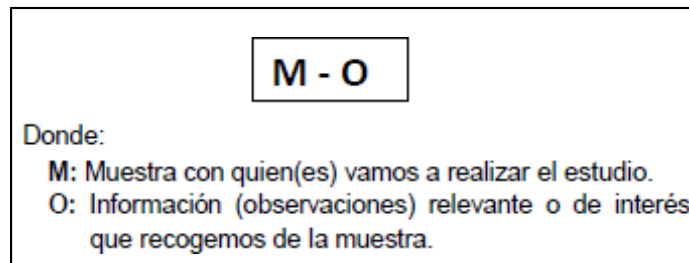 M - O
Donde:
M: Muestra con quien(es) vamos a realizar el estudio.
O: Información (observaciones) relevante o de interés
que recogemos de la muestra.